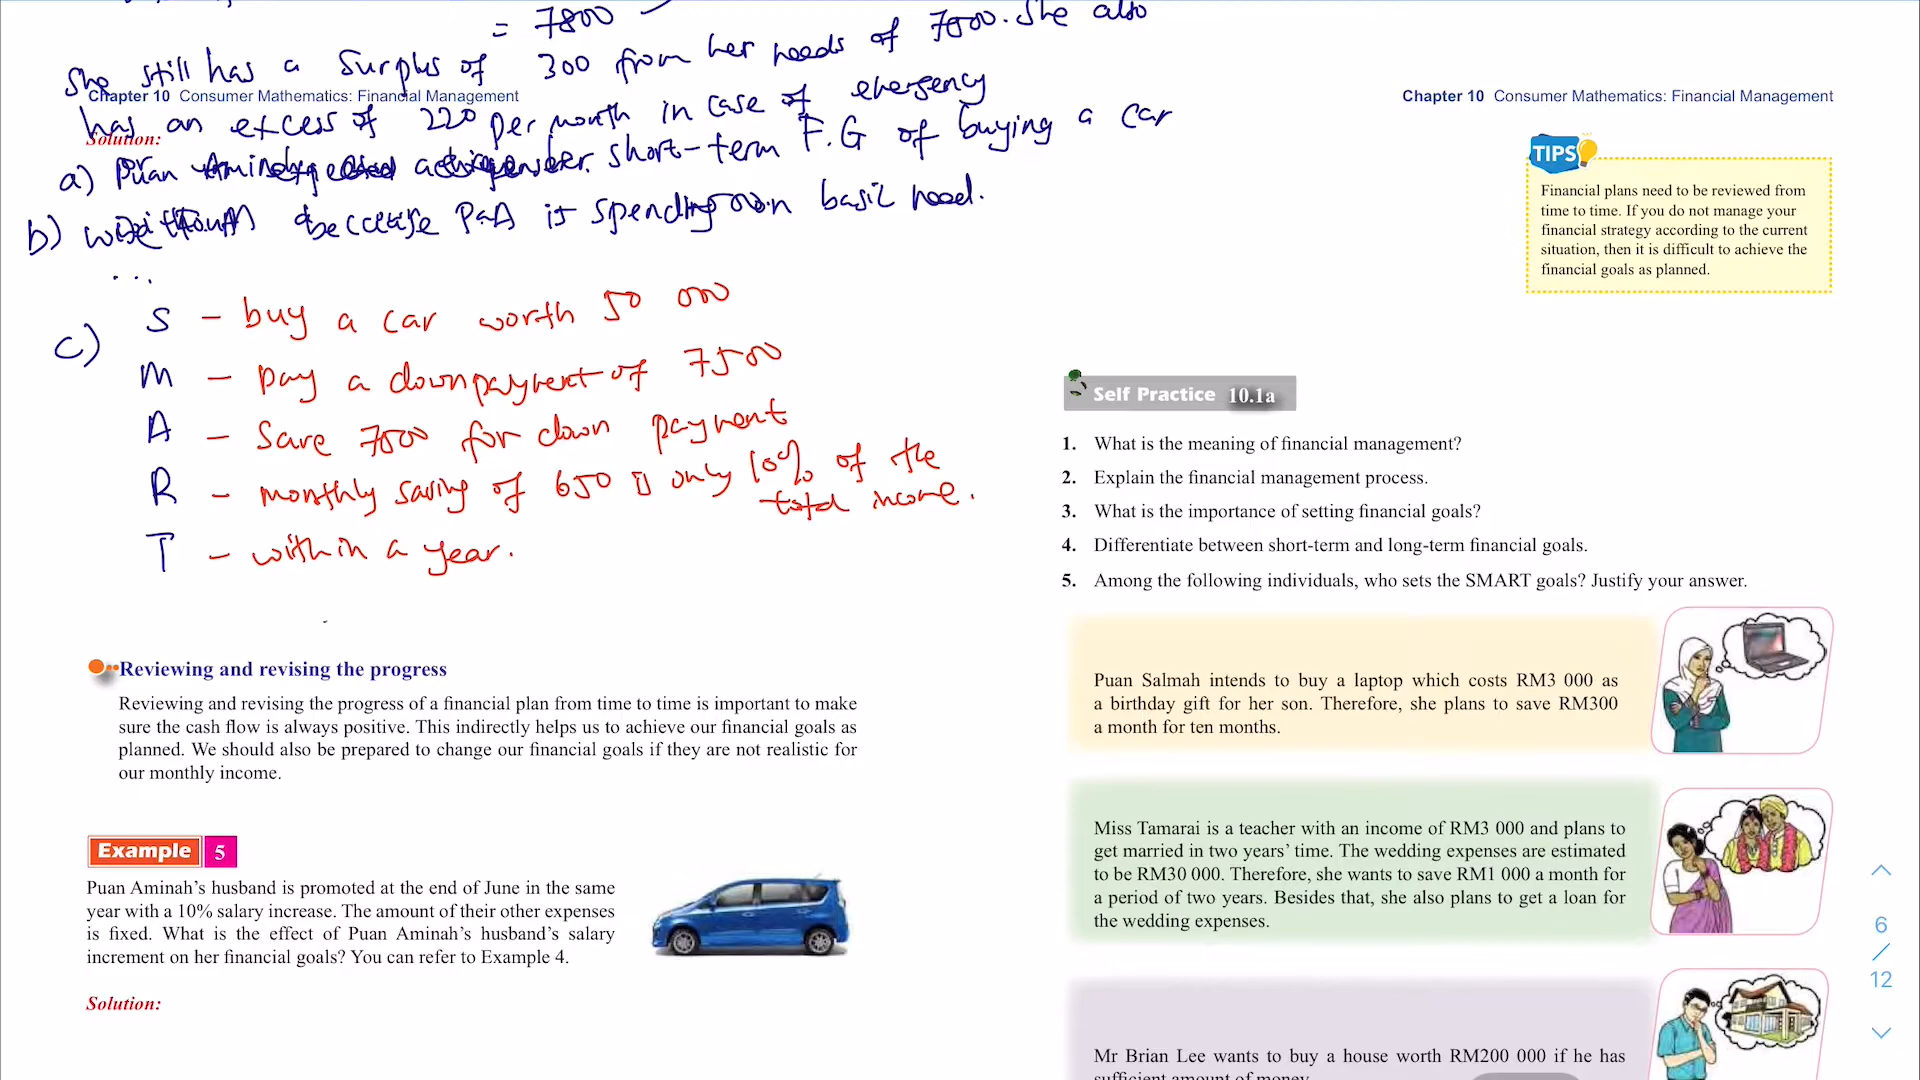 = 7800
She still has a surplus of 300 from her needs of 7500. She also
Chapter 10 Consumer Mathematics: Financial Management
has an excess of 220 per month in case of emergency
Solution:
a) Puan short-term F.G of buying a car
b) because P.A is spending on basic need.
...
c) S - buy a car worth 50 000
M - Pay a downpayment of 7500
A - Save 7500 for down payment
R - monthly saving of 650 is only 10% of the
total income.
T - within a year.
Reviewing and revising the progress
Reviewing and revising the progress of a financial plan from time to time is important to make
sure the cash flow is always positive. This indirectly helps us to achieve our financial goals as
planned. We should also be prepared to change our financial goals if they are not realistic for
our monthly income.
Example 5
Puan Aminah's husband is promoted at the end of June in the same
year with a 10% salary increase. The amount of their other expenses
is fixed. What is the effect of Puan Aminah's husband's salary
increment on her financial goals? You can refer to Example 4.
Solution:
Chapter 10 Consumer Mathematics: Financial Management
TIPS
Financial plans need to be reviewed from
time to time. If you do not manage your
financial strategy according to the current
situation, then it is difficult to achieve the
financial goals as planned.
Self Practice 10.1a
1. What is the meaning of financial management?
2. Explain the financial management process.
3. What is the importance of setting financial goals?
4. Differentiate between short-term and long-term financial goals.
5. Among the following individuals, who sets the SMART goals? Justify your answer.
Puan Salmah intends to buy a laptop which costs RM3 000 as
a birthday gift for her son. Therefore, she plans to save RM300
a month for ten months.
Miss Tamarai is a teacher with an income of RM3 000 and plans to
get married in two years' time. The wedding expenses are estimated
to be RM30 000. Therefore, she wants to save RM1 000 a month for
a period of two years. Besides that, she also plans to get a loan for
the wedding expenses.
Mr Brian Lee wants to buy a house worth RM200 000 if he has
sufficient amount of money.
6
/
12